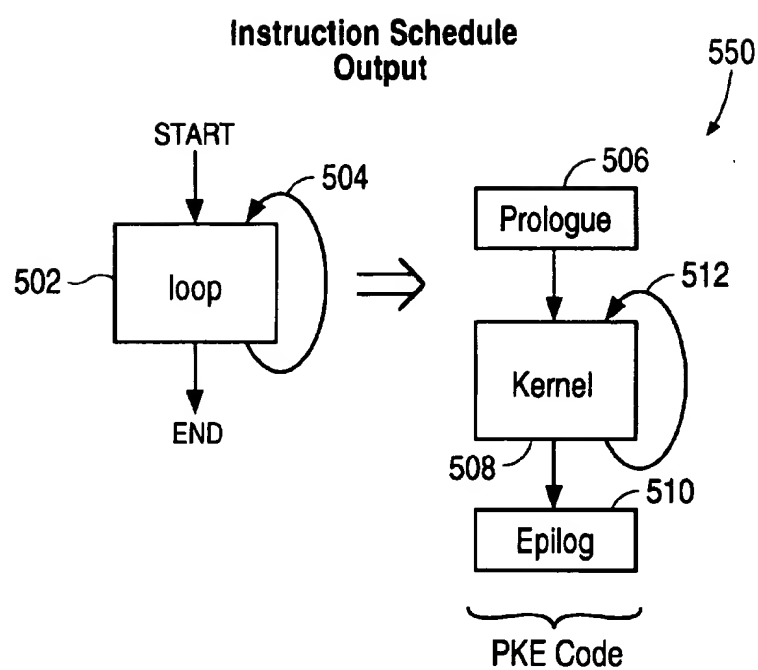 Instruction Schedule
Output
550
START
504
502
loop
END
506
Prologue
512
Kernel
508
510
Epilog
PKE Code